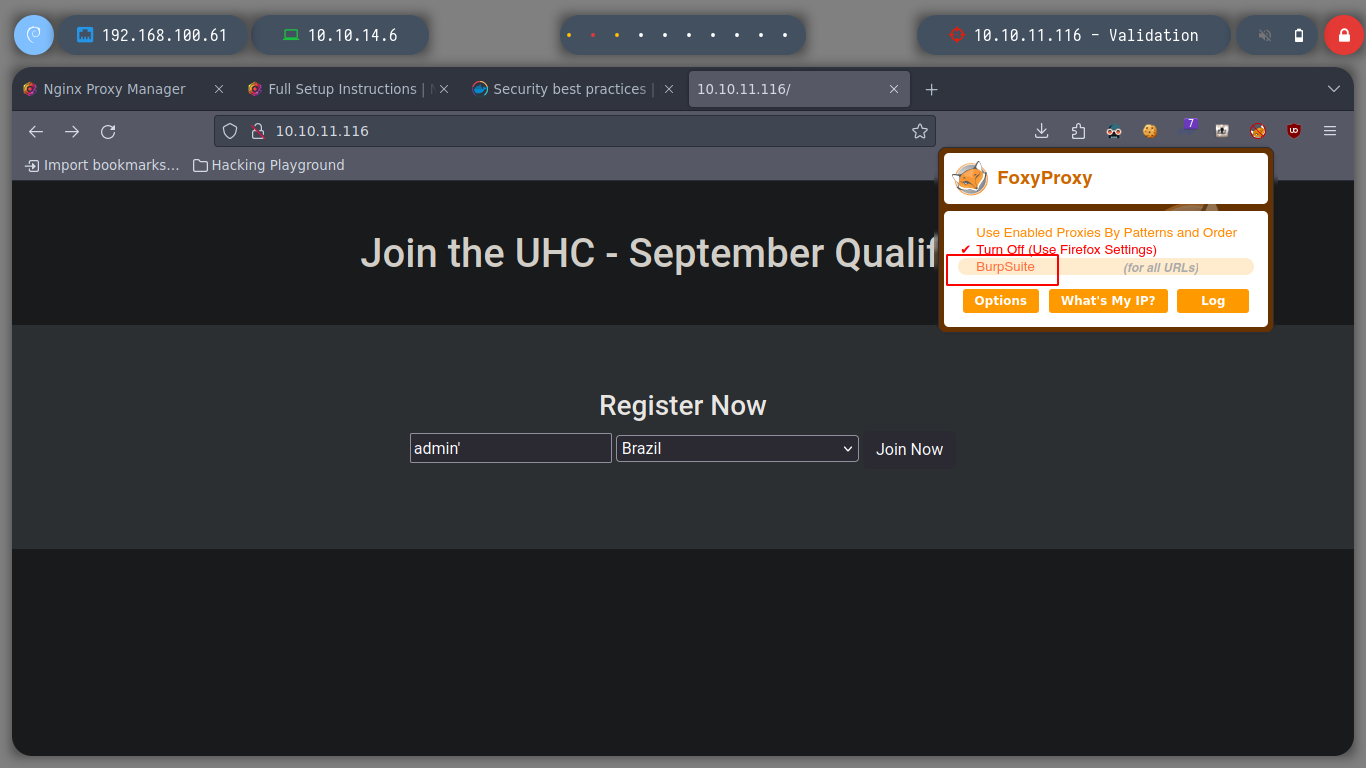 192.168.100.61
10.10.14.6
10.10.11.116 - Validation
Nginx Proxy Manager
Full Setup Instructions |
Security best practices |
10.10.11.116/
10.10.11.116
7
Import bookmarks...
Hacking Playground
FoxyProxy
Use Enabled Proxies By Patterns and Order
✔ Turn Off (Use Firefox Settings)
BurpSuite (for all URLs)
Options What's My IP? Log
Join the UHC - September Qualif
Register Now
admin'
Brazil
Join Now